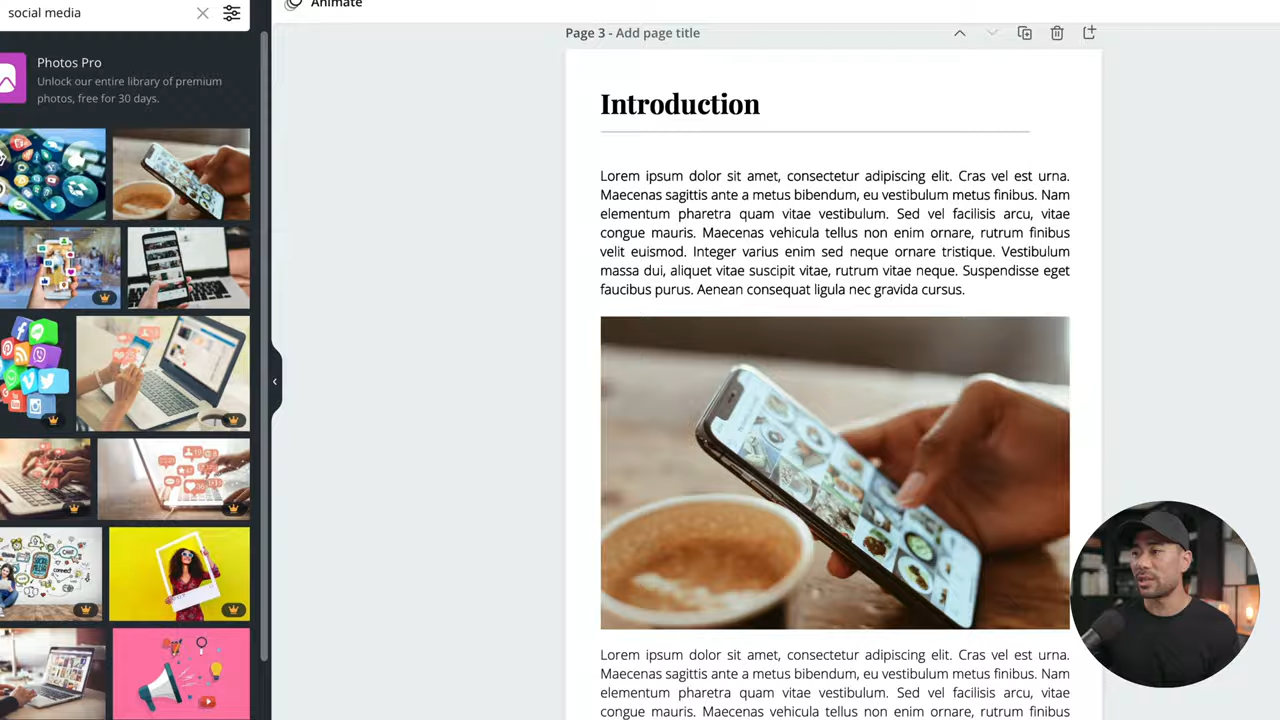 social media
Animate
Page 3 - Add page title
Photos Pro
Unlock our entire library of premium
photos, free for 30 days.
Introduction
Lorem ipsum dolor sit amet, consectetur adipiscing elit. Cras vel est urna.
Maecenas sagittis ante a metus bibendum, eu vestibulum metus finibus. Nam
elementum pharetra quam vitae vestibulum. Sed vel facilisis arcu, vitae
congue mauris. Maecenas vehicula tellus non enim ornare, rutrum finibus
velit euismod. Integer varius enim sed neque ornare tristique. Vestibulum
massa dui, aliquet vitae suscipit vitae, rutrum vitae neque. Suspendisse eget
faucibus purus. Aenean consequat ligula nec gravida cursus.
Lorem ipsum dolor sit amet, consectetur adipiscing elit. Cras vel est urna.
Maecenas sagittis ante a metus bibendum, eu vestibulum metus finibus. Nam
elementum pharetra quam vitae vestibulum. Sed vel facilisis arcu, vitae
congue mauris. Maecenas vehicula tellus non enim ornare, rutrum finibus